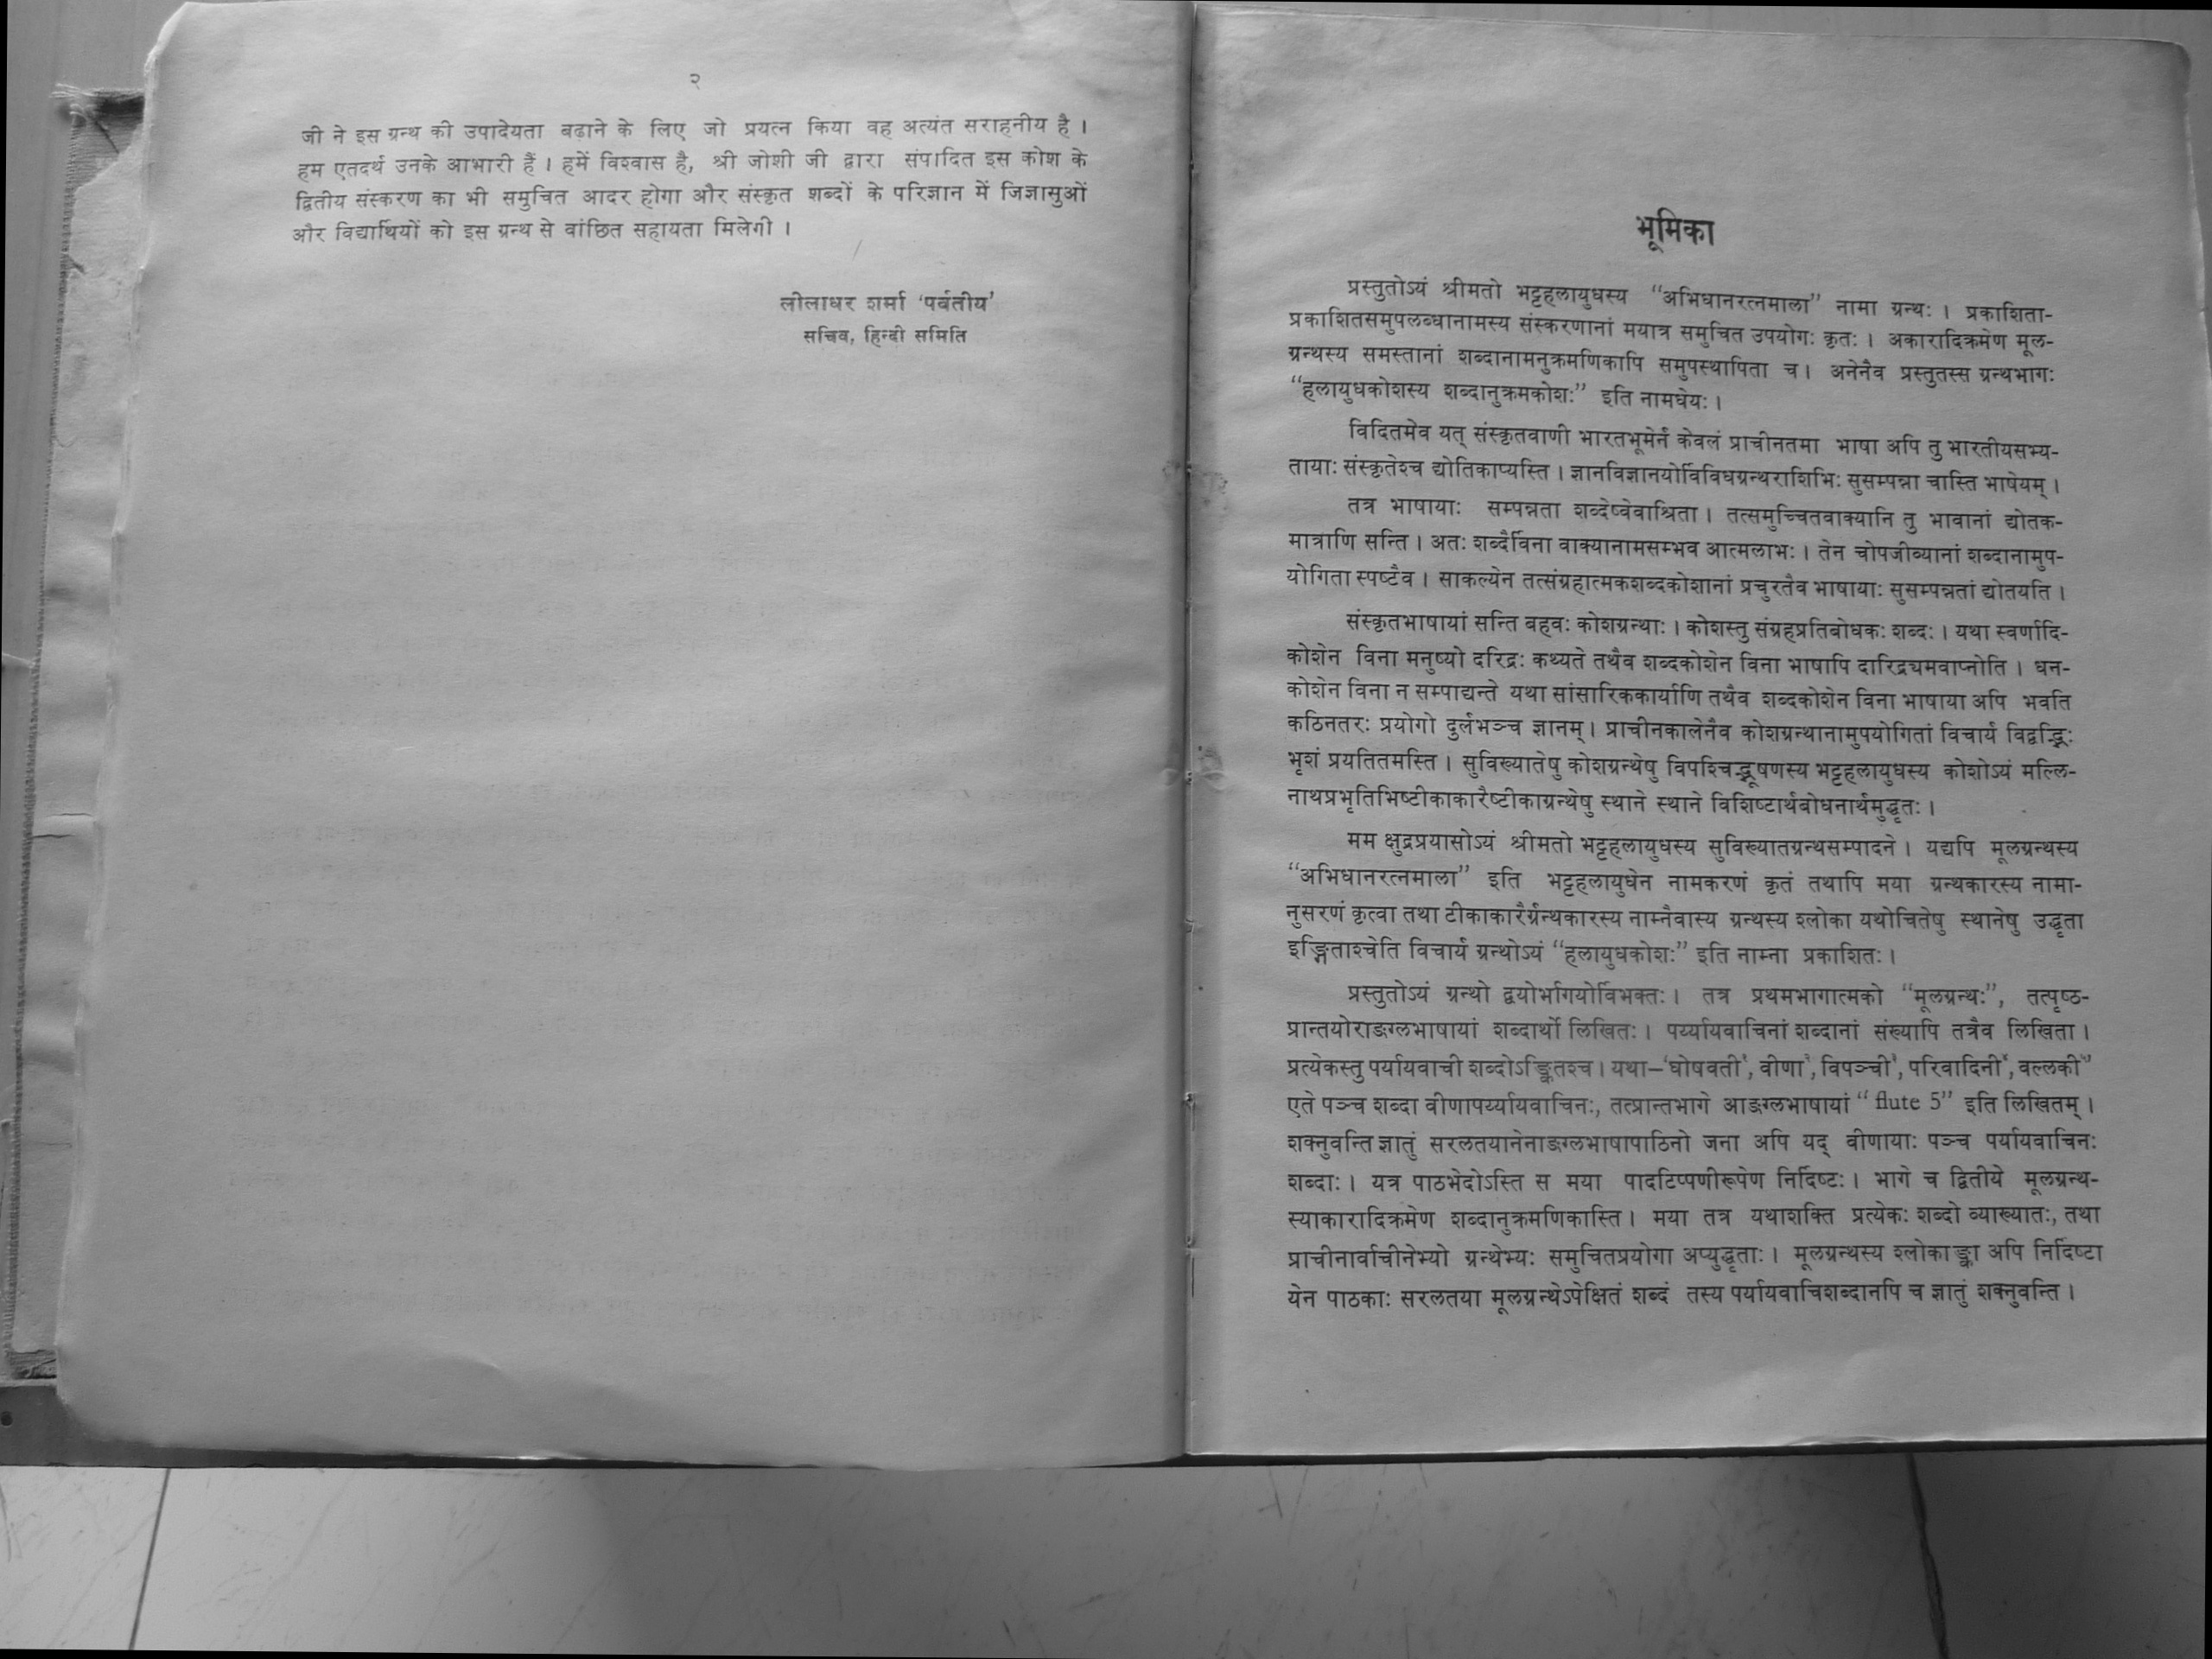 २
जी ने इस ग्रन्थ की उपादेयता बढाने के लिए जो प्रयत्न किया वह अत्यंत सराहनीय है ।
हम एतदर्थ उनके आभारी हैं । हमें विश्वास है, श्री जोशी जी द्वारा संपादित इस कोश के
द्वितीय संस्करण का भी समुचित आदर होगा और संस्कृत शब्दों के परिज्ञान में जिज्ञासुओं
और विद्यार्थियों को इस ग्रन्थ से वांछित सहायता मिलेगी ।
लीलाधर शर्मा ‘पर्वतीय’
सचिव, हिन्दी समिति
भूमिका
प्रस्तुतोऽयं श्रीमतो भट्टहलायुधस्य “अभिधानरत्नमाला” नामा ग्रन्थः । प्रकाशिता-
प्रकाशितसमुपलब्धानामस्य संस्करणानां मयात्र समुचित उपयोगः कृतः । अकारादिक्रमेण मूल-
ग्रन्थस्य समस्तानां शब्दानामनुक्रमणिकापि समुपस्थापिता च । अनेनैव प्रस्तुतस्स ग्रन्थभागः
“हलायुधकोशस्य शब्दानुक्रमकोशः” इति नामधेयः ।
विदितमेव यत् संस्कृतवाणी भारतभूमेर्न केवलं प्राचीनतमा भाषा अपि तु भारतीयसभ्य-
तायाः संस्कृतेश्च द्योतिकाप्यस्ति । ज्ञानविज्ञानयोर्विविधग्रन्थराशिभिः सुसम्पन्ना चास्ति भाषेयम् ।
तत्र भाषायाः सम्पन्नता शब्देष्वेवाश्रिता । तत्समुच्चितवाक्यानि तु भावानां द्योतक-
मात्राणि सन्ति । अतः शब्दैर्विना वाक्यानामसम्भव आत्मलाभः । तेन चोपजीव्यानां शब्दानामुप-
योगिता स्पष्टैव । साकल्येन तत्संग्रहात्मकशब्दकोशानां प्रचुरतैव भाषायाः सुसम्पन्नतां द्योतयति ।
संस्कृतभाषायां सन्ति बहवः कोशग्रन्थाः । कोशस्तु संग्रहप्रतिबोधकः शब्दः । यथा स्वर्णादि-
कोशेन विना मनुष्यो दरिद्रः कथ्यते तथैव शब्दकोशेन विना भाषापि दारिद्र्यमवाप्नोति । धन-
कोशेन विना न सम्पाद्यन्ते यथा सांसारिककार्याणि तथैव शब्दकोशेन विना भाषाया अपि भवति
कठिनतरः प्रयोगो दुर्लभञ्च ज्ञानम् । प्राचीनकालेनैव कोशग्रन्थानामुपयोगितां विचार्य विद्वद्भिः
भृशं प्रयतितमस्ति । सुविख्यातेषु कोशग्रन्थेषु विपश्चिद्भूषणस्य भट्टहलायुधस्य कोशोऽयं मल्लि-
नाथप्रभृतिभिष्टीकाकारैष्टीकाग्रन्थेषु स्थाने स्थाने विशिष्टार्थबोधनार्थमुद्धृतः ।
मम क्षुद्रप्रयासोऽयं श्रीमतो भट्टहलायुधस्य सुविख्यातग्रन्थसम्पादने । यद्यपि मूलग्रन्थस्य
“अभिधानरत्नमाला” इति भट्टहलायुधेन नामकरणं कृतं तथापि मया ग्रन्थकारस्य नामा-
नुसरणं कृत्वा तथा टीकाकारैर्ग्रन्थकारस्य नाम्नैवास्य ग्रन्थस्य श्लोका यथोचितेषु स्थानेषु उद्धृता
इङ्गिताश्चेति विचार्य ग्रन्थोऽयं “हलायुधकोशः” इति नाम्ना प्रकाशितः ।
प्रस्तुतोऽयं ग्रन्थो द्वयोर्भागयोर्विभक्तः । तत्र प्रथमभागात्मको “मूलग्रन्थः”, तत्पृष्ठ-
प्रान्तयोराङग्लभाषायां शब्दार्थो लिखितः । पर्य्यायवाचिनां शब्दानां संख्यापि तत्रैव लिखिता ।
प्रत्येकस्तु पर्यायवाची शब्दोऽङ्कितश्च । यथा—‘घोषवती१, वीणा२, विपञ्ची३, परिवादिनी४, वल्लकी५’
एते पञ्च शब्दा वीणापर्य्यायवाचिनः, तत्प्रान्तभागे आङग्लभाषायां “ flute 5” इति लिखितम् ।
शक्नुवन्ति ज्ञातुं सरलतयानेनाङग्लभाषापाठिनो जना अपि यद् वीणायाः पञ्च पर्यायवाचिनः
शब्दाः । यत्र पाठभेदोऽस्ति स मया पादटिप्पणीरूपेण निर्दिष्टः । भागे च द्वितीये मूलग्रन्थ-
स्याकारादिक्रमेण शब्दानुक्रमणिकास्ति । मया तत्र यथाशक्ति प्रत्येकः शब्दो व्याख्यातः, तथा
प्राचीनार्वाचीनेभ्यो ग्रन्थेभ्यः समुचितप्रयोगा अप्युद्धृताः । मूलग्रन्थस्य श्लोकाङ्का अपि निर्दिष्टा
येन पाठकाः सरलतया मूलग्रन्थेऽपेक्षितं शब्दं तस्य पर्यायवाचिशब्दानपि च ज्ञातुं शक्नुवन्ति ।